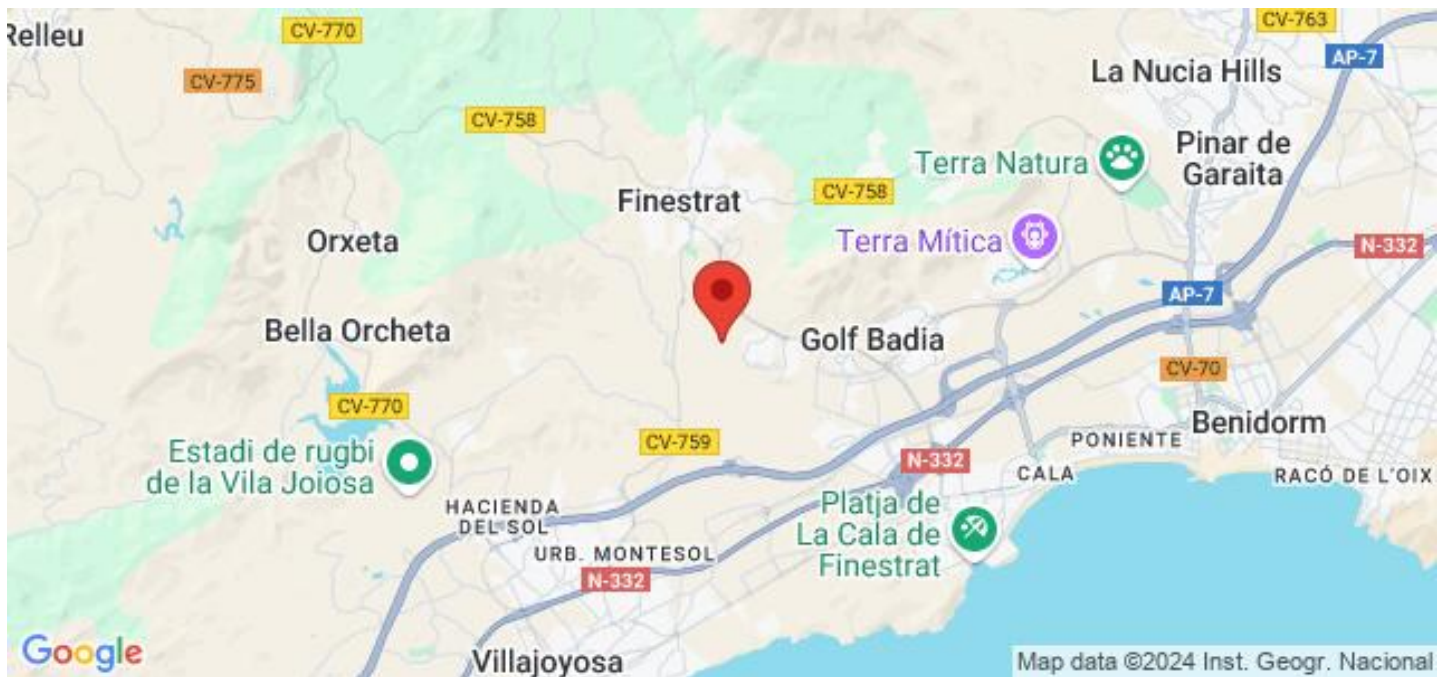 Relleu
CV-770
CV-763
AP-7
CV-775
La Nucia Hills
CV-758
Terra Natura
Pinar de
Garaita
Finestrat
CV-758
Orxeta
Terra Mítica
N-332
AP-7
Bella Orcheta
Golf Badia
CV-70
CV-770
Benidorm
Estadi de rugbi
de la Vila Joiosa
CV-759
PONIENTE
N-332
CALA
RACÓ DE L'OIX
HACIENDA
DEL SOL
Platja de
La Cala de
Finestrat
URB. MONTESOL
N-332
Google
Villajoyosa
Map data ©2024 Inst. Geogr. Nacional